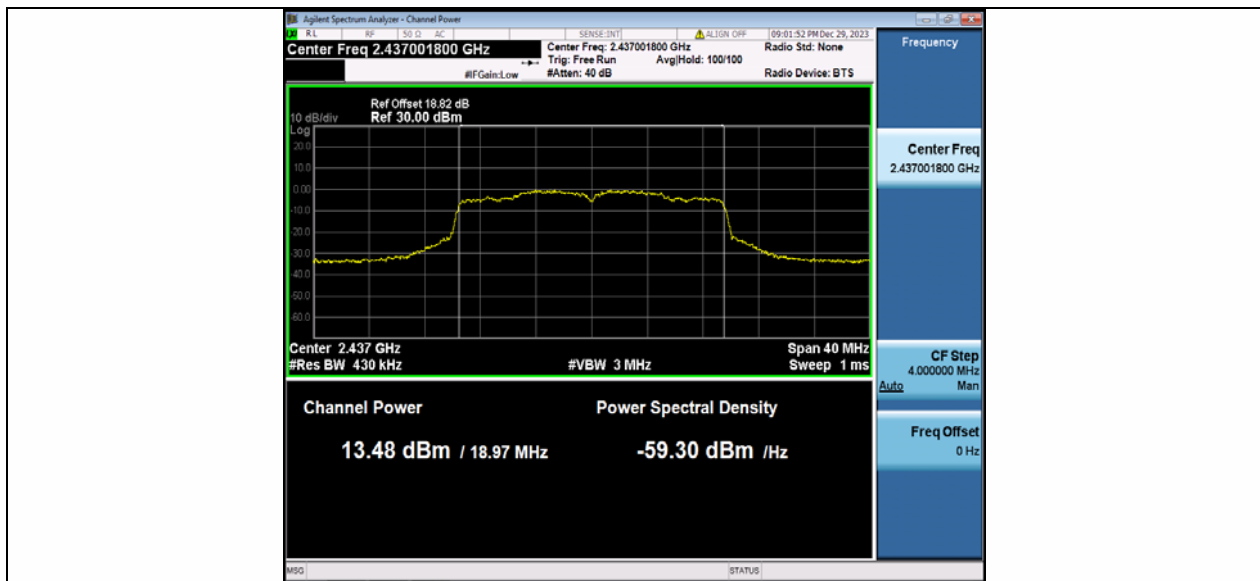 Agilent Spectrum Analyzer - Channel Power
RL RF 50 Ω AC SENSE:INT ALIGN OFF 09:01:52 PM Dec 29, 2023
Center Freq 2.437001800 GHz
Center Freq: 2.437001800 GHz Radio Std: None
Trig: Free Run Avg|Hold: 100/100
#IFGain:Low #Atten: 40 dB Radio Device: BTS
Frequency
Ref Offset 18.82 dB
10 dB/div Ref 30.00 dBm
Log
20.0
10.0
0.00
-10.0
-20.0
-30.0
-40.0
-50.0
-60.0
Center 2.437 GHz Span 40 MHz
#Res BW 430 kHz #VBW 3 MHz Sweep 1 ms
Channel Power Power Spectral Density
13.48 dBm / 18.97 MHz -59.30 dBm /Hz
Center Freq
2.437001800 GHz
CF Step
4.000000 MHz
Auto Man
Freq Offset
0 Hz
MSG STATUS